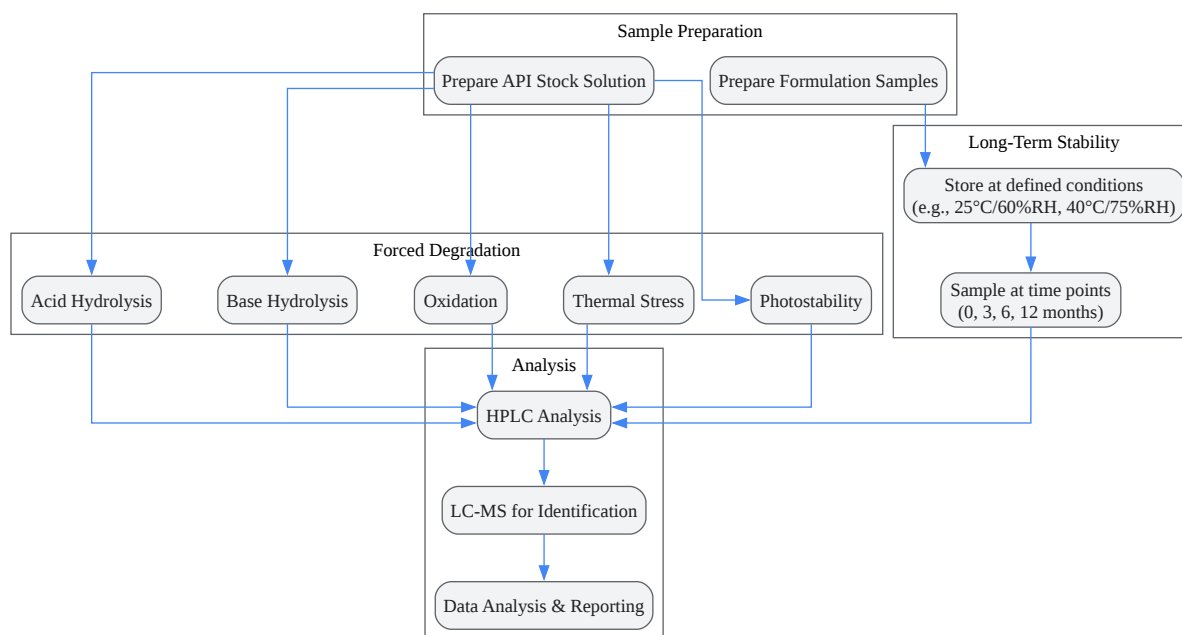 Sample Preparation
Prepare API Stock Solution
Prepare Formulation Samples
Long-Term Stability
Store at defined conditions
(e.g., 25°C/60%RH, 40°C/75%RH)
Forced Degradation
Acid Hydrolysis
Base Hydrolysis
Oxidation
Thermal Stress
Photostability
Sample at time points
(0, 3, 6, 12 months)
Analysis
HPLC Analysis
LC-MS for Identification
Data Analysis & Reporting